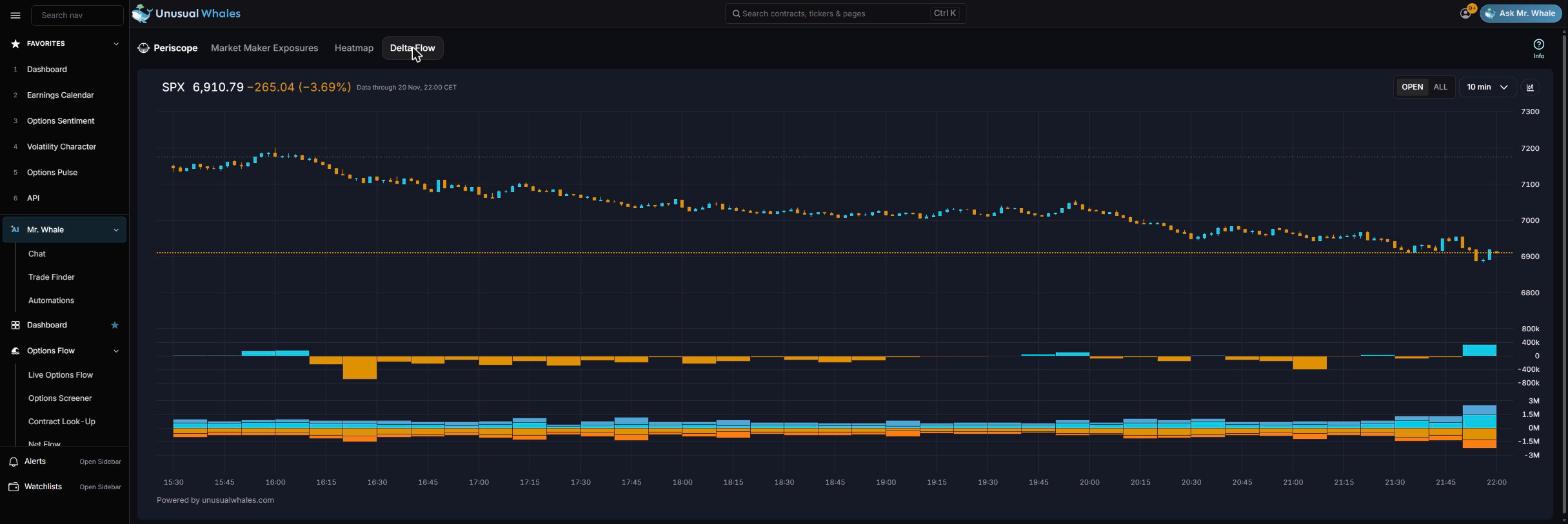 Search nav
Unusual Whales
Search contracts, tickers & pages
Ctrl K
9+
Ask Mr. Whale
FAVORITES
1 Dashboard
2 Earnings Calendar
3 Options Sentiment
4 Volatility Character
5 Options Pulse
6 API
AI Mr. Whale
Chat
Trade Finder
Automations
Dashboard
Options Flow
Live Options Flow
Options Screener
Contract Look-Up
Net Flow
Alerts Open Sidebar
Watchlists Open Sidebar
Periscope Market Maker Exposures Heatmap Delta Flow
Info
SPX 6,910.79 −265.04 (−3.69%) Data through 20 Nov, 22:00 CET
OPEN ALL 10 min
7300
7200
7100
7000
6900
6800
800k
400k
0
-400k
-800k
3M
1.5M
0M
-1.5M
-3M
15:30 15:45 16:00 16:15 16:30 16:45 17:00 17:15 17:30 17:45 18:00 18:15 18:30 18:45 19:00 19:15 19:30 19:45 20:00 20:15 20:30 20:45 21:00 21:15 21:30 21:45 22:00
Powered by unusualwhales.com